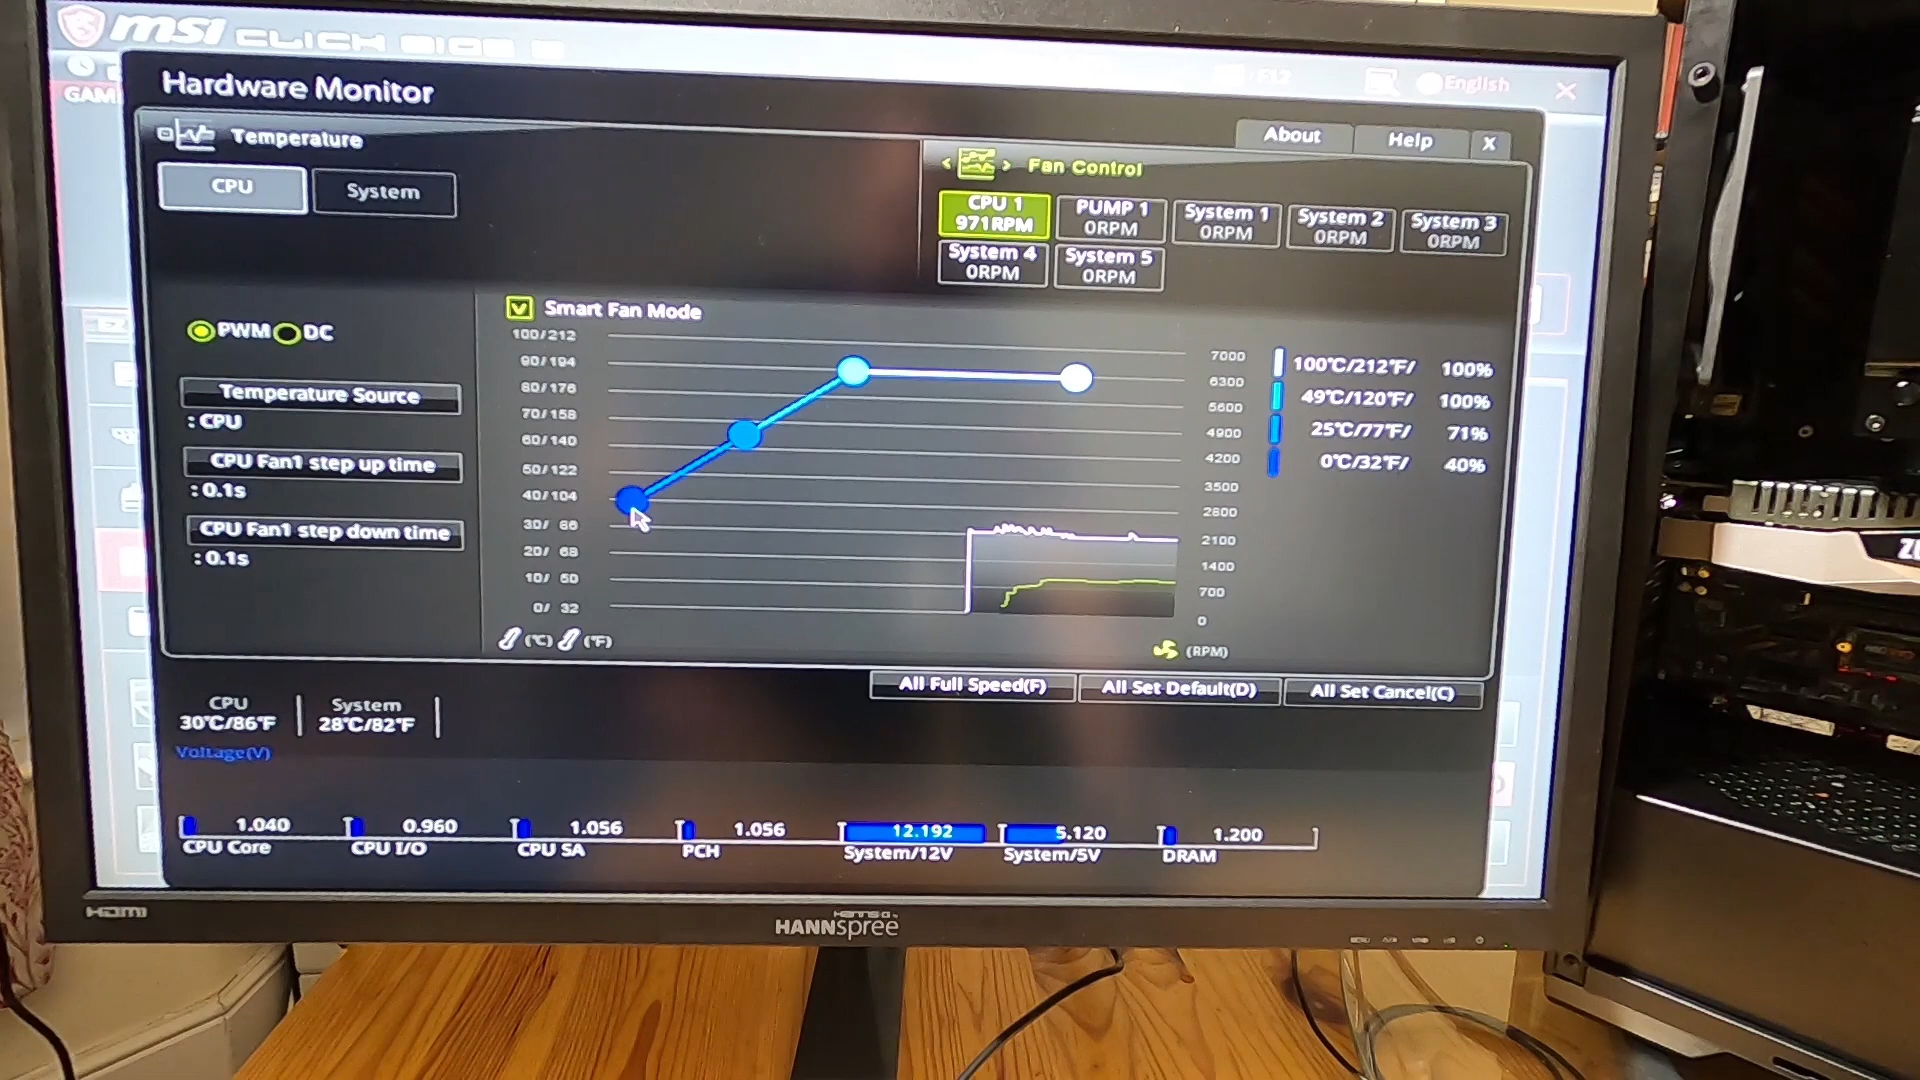 msi CLICK BIOS 5
GAM
English
Hardware Monitor
Temperature
About
Help
X
CPU
System
Fan Control
CPU 1
971RPM
PUMP 1
0RPM
System 1
0RPM
System 2
0RPM
System 3
0RPM
System 4
0RPM
System 5
0RPM
PWM
DC
Smart Fan Mode
Temperature Source
: CPU
CPU Fan1 step up time
: 0.1s
CPU Fan1 step down time
: 0.1s
100/212
90/194
80/176
70/158
60/140
50/122
40/104
30/ 86
20/ 68
10/ 50
0/ 32
7000
6300
5600
4900
4200
3500
2800
2100
1400
700
0
100℃/212℉/ 100%
49℃/120℉/ 100%
25℃/77℉/ 71%
0℃/32℉/ 40%
(℃) (℉)
(RPM)
All Full Speed(F)
All Set Default(D)
All Set Cancel(C)
CPU
30℃/86℉
System
28℃/82℉
Voltage(V)
1.040
CPU Core
0.960
CPU I/O
1.056
CPU SA
1.056
PCH
12.192
System/12V
5.120
System/5V
1.200
DRAM
HDMI
HANNS.G
HANNSpree